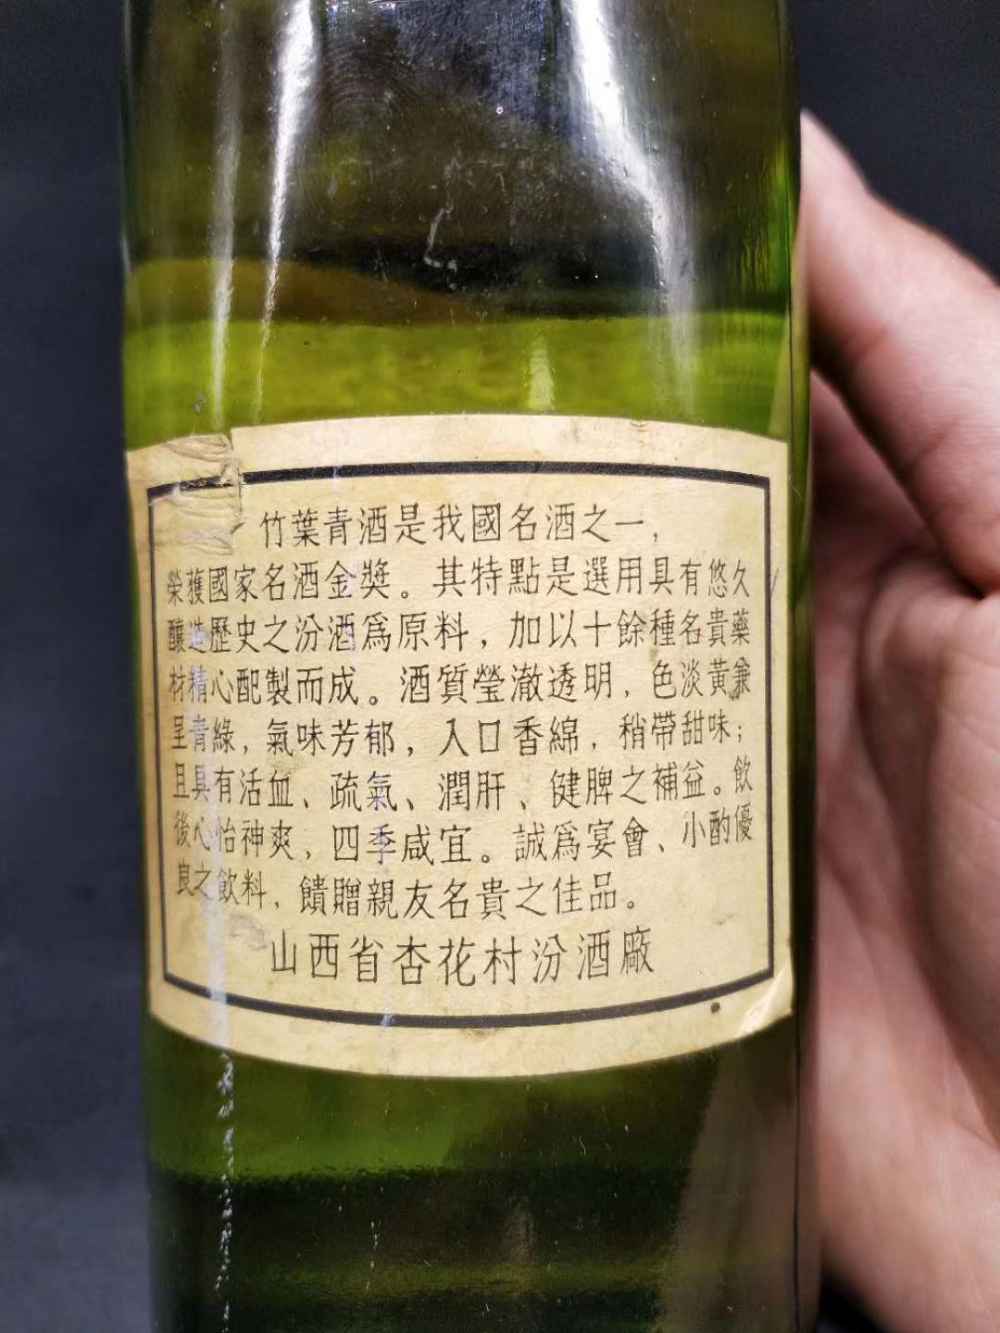 竹葉青酒是我國名酒之一，
榮獲國家名酒金獎。其特點是選用具有悠久
釀造歷史之汾酒爲原料，加以十餘種名貴藥
材精心配製而成。酒質瑩澈透明，色淡黃兼
呈青綠，氣味芳郁，入口香綿，稍帶甜味；
且具有活血、疏氣、潤肝、健脾之補益。飲
後心怡神爽，四季咸宜。誠爲宴會、小酌優
良之飲料，饋贈親友名貴之佳品。
山西省杏花村汾酒廠